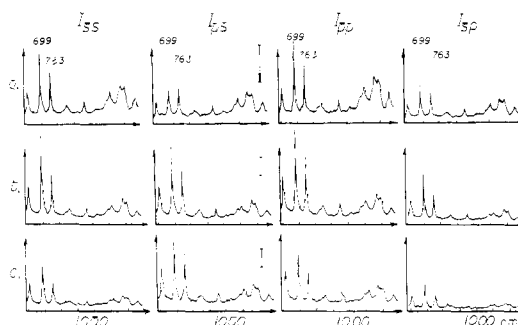 I_ss I_ps I_pp I_sp
699 763 699 763 699 763 699 763
a.
b.
c.
1000 1000 1000 1000 cm